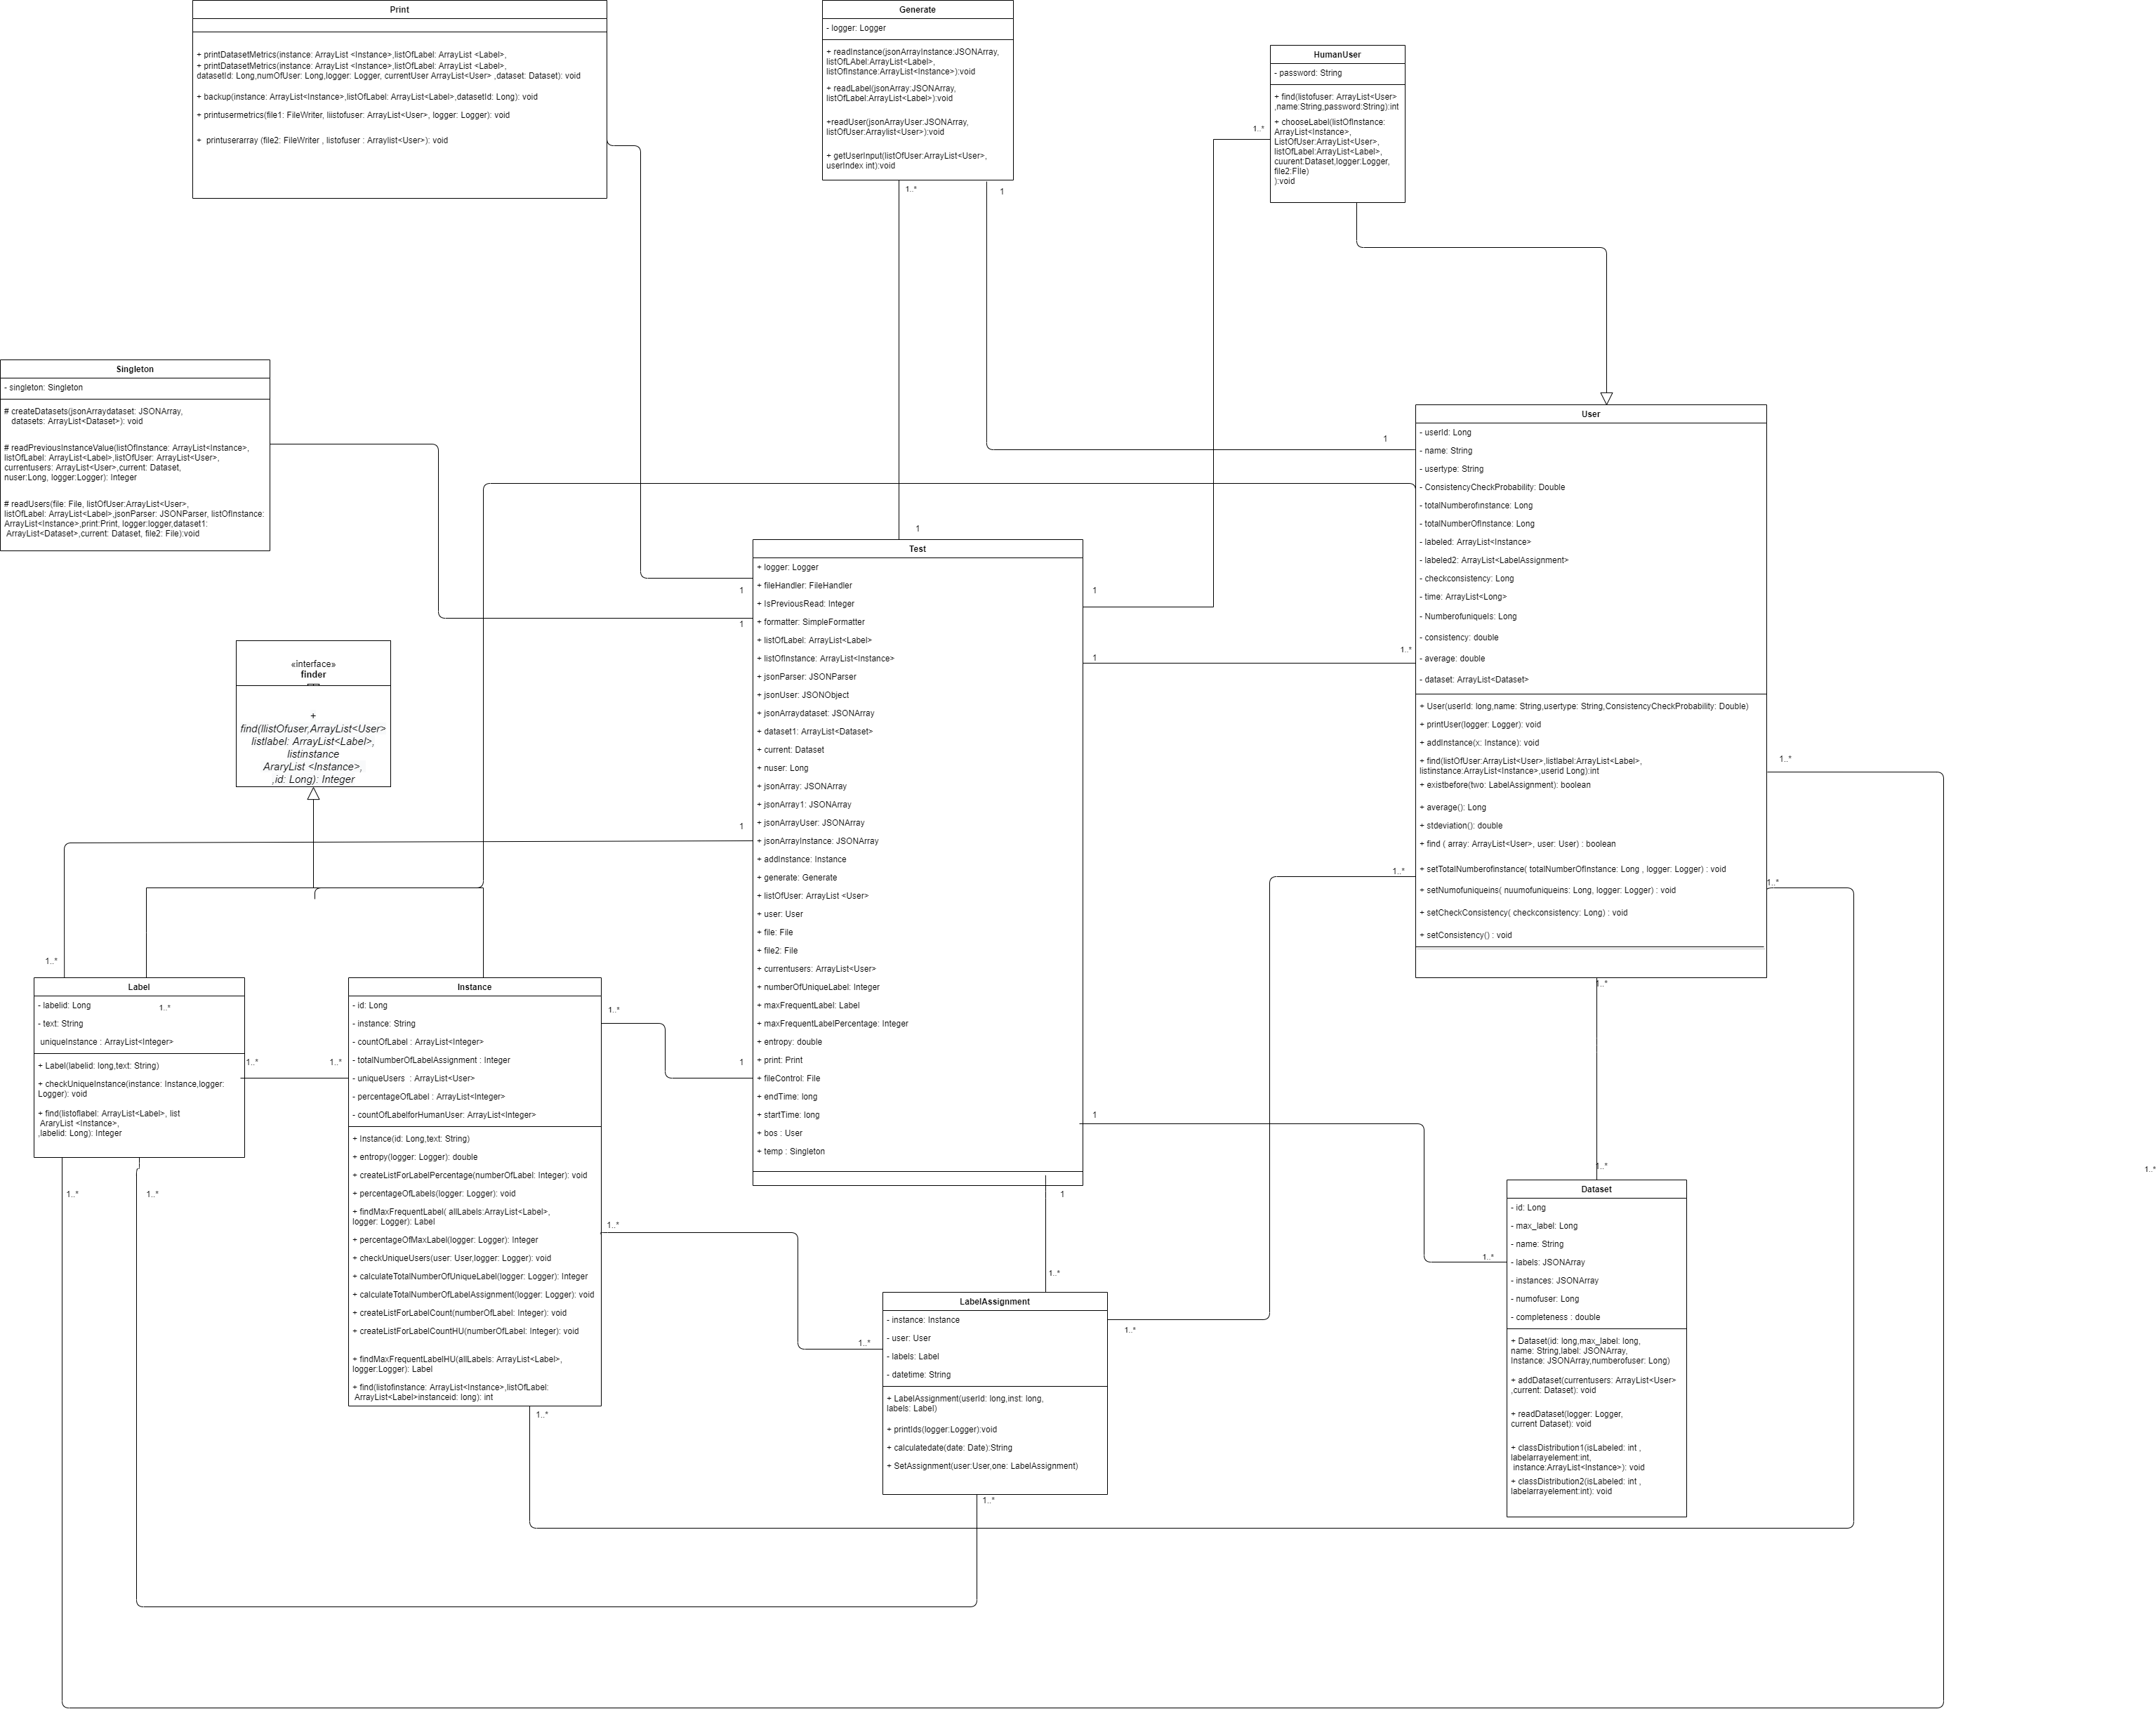 Print
+ printDatasetMetrics(instance: ArrayList <Instance>,listOfLabel: ArrayList <Label>,
+ printDatasetMetrics(instance: ArrayList <Instance>,listOfLabel: ArrayList <Label>,
datasetId: Long,numOfUser: Long,logger: Logger, currentUser ArrayList<User> ,dataset: Dataset): void
+ backup(instance: ArrayList<Instance>,listOfLabel: ArrayList<Label>,datasetId: Long): void
+ printusermetrics(file1: FileWriter, liistofuser: ArrayList<User>, logger: Logger): void
+ printuserarray (file2: FileWriter , listofuser : Arraylist<User>): void
Generate
- logger: Logger
+ readInstance(jsonArrayInstance:JSONArray,
listOfLAbel:ArrayList<Label>,
listOfInstance:ArrayList<Instance>):void
+ readLabel(jsonArray:JSONArray,
listOfLabel:ArrayList<Label>):void
+readUser(jsonArrayUser:JSONArray,
listOfUser:Arraylist<User>):void
+ getUserInput(listOfUser:ArrayList<User>,
userIndex int):void
1..*
1
HumanUser
- password: String
+ find(listofuser: ArrayList<User>
,name:String,password:String):int
+ chooseLabel(listOfInstance:
ArrayList<Instance>,
ListOfUser:ArrayList<User>,
listOfLabel:ArrayList<Label>,
cuurent:Dataset,logger:Logger,
file2:FIle)
):void
1..*
Singleton
- singleton: Singleton
# createDatasets(jsonArraydataset: JSONArray,
datasets: ArrayList<Dataset>): void
# readPreviousInstanceValue(listOfInstance: ArrayList<Instance>,
listOfLabel: ArrayList<Label>,listOfUser: ArrayList<User>,
currentusers: ArrayList<User>,current: Dataset,
nuser:Long, logger:Logger): Integer
# readUsers(file: File, listOfUser:ArrayList<User>,
listOfLabel: ArrayList<Label>,jsonParser: JSONParser, listOfInstance:
ArrayList<Instance>,print:Print, logger:logger,dataset1:
ArrayList<Dataset>,current: Dataset, file2: File):void
«interface»
finder
+
find(llistOfuser,ArrayList<User>
listlabel: ArrayList<Label>,
listinstance
AraryList <Instance>,
,id: Long): Integer
Test
+ logger: Logger
+ fileHandler: FileHandler
+ IsPreviousRead: Integer
+ formatter: SimpleFormatter
+ listOfLabel: ArrayList<Label>
+ listOfInstance: ArrayList<Instance>
+ jsonParser: JSONParser
+ jsonUser: JSONObject
+ jsonArraydataset: JSONArray
+ dataset1: ArrayList<Dataset>
+ current: Dataset
+ nuser: Long
+ jsonArray: JSONArray
+ jsonArray1: JSONArray
+ jsonArrayUser: JSONArray
+ jsonArrayInstance: JSONArray
+ addInstance: Instance
+ generate: Generate
+ listOfUser: ArrayList <User>
+ user: User
+ file: File
+ file2: File
+ currentusers: ArrayList<User>
+ numberOfUniqueLabel: Integer
+ maxFrequentLabel: Label
+ maxFrequentLabelPercentage: Integer
+ entropy: double
+ print: Print
+ fileControl: File
+ endTime: long
+ startTime: long
+ bos : User
+ temp : Singleton
1
1
1
1
1
1
1
1
1
1
1..*
User
- userId: Long
- name: String
- usertype: String
- ConsistencyCheckProbability: Double
- totalNumberofinstance: Long
- totalNumberOfInstance: Long
- labeled: ArrayList<Instance>
- labeled2: ArrayList<LabelAssignment>
- checkconsistency: Long
- time: ArrayList<Long>
- Numberofuniquels: Long
- consistency: double
- average: double
- dataset: ArrayList<Dataset>
+ User(userId: long,name: String,usertype: String,ConsistencyCheckProbability: Double)
+ printUser(logger: Logger): void
+ addInstance(x: Instance): void
+ find(listOfUser:ArrayList<User>,listlabel:ArrayList<Label>,
listinstance:ArrayList<Instance>,userid Long):int
+ existbefore(two: LabelAssignment): boolean
+ average(): Long
+ stdeviation(): double
+ find ( array: ArrayList<User>, user: User) : boolean
+ setTotalNumberofinstance( totalNumberOfInstance: Long , logger: Logger) : void
+ setNumofuniqueins( nuumofuniqueins: Long, logger: Logger) : void
+ setCheckConsistency( checkconsistency: Long) : void
+ setConsistency() : void
1..*
1..*
1..*
1..*
Label
- labelid: Long
- text: String
uniqueInstance : ArrayList<Integer>
+ Label(labelid: long,text: String)
+ checkUniqueInstance(instance: Instance,logger:
Logger): void
+ find(listoflabel: ArrayList<Label>, list
AraryList <Instance>,
,labelid: Long): Integer
1..*
1..*
1..*
1..*
1..*
1..*
Instance
- id: Long
- instance: String
- countOfLabel : ArrayList<Integer>
- totalNumberOfLabelAssignment : Integer
- uniqueUsers : ArrayList<User>
- percentageOfLabel : ArrayList<Integer>
- countOfLabelforHumanUser: ArrayList<Integer>
+ Instance(id: Long,text: String)
+ entropy(logger: Logger): double
+ createListForLabelPercentage(numberOfLabel: Integer): void
+ percentageOfLabels(logger: Logger): void
+ findMaxFrequentLabel( allLabels:ArrayList<Label>,
logger: Logger): Label
+ percentageOfMaxLabel(logger: Logger): Integer
+ checkUniqueUsers(user: User,logger: Logger): void
+ calculateTotalNumberOfUniqueLabel(logger: Logger): Integer
+ calculateTotalNumberOfLabelAssignment(logger: Logger): void
+ createListForLabelCount(numberOfLabel: Integer): void
+ createListForLabelCountHU(numberOfLabel: Integer): void
+ findMaxFrequentLabelHU(allLabels: ArrayList<Label>,
logger:Logger): Label
+ find(listofinstance: ArrayList<Instance>,listOfLabel:
ArrayList<Label>instanceid: long): int
1..*
1..*
1..*
LabelAssignment
- instance: Instance
- user: User
- labels: Label
- datetime: String
+ LabelAssignment(userId: long,inst: long,
labels: Label)
+ printIds(logger:Logger):void
+ calculatedate(date: Date):String
+ SetAssignment(user:User,one: LabelAssignment)
1..*
1..*
1..*
1..*
Dataset
- id: Long
- max_label: Long
- name: String
- labels: JSONArray
- instances: JSONArray
- numofuser: Long
- completeness : double
+ Dataset(id: long,max_label: long,
name: String,label: JSONArray,
Instance: JSONArray,numberofuser: Long)
+ addDataset(currentusers: ArrayList<User>
,current: Dataset): void
+ readDataset(logger: Logger,
current Dataset): void
+ classDistribution1(isLabeled: int ,
labelarrayelement:int,
instance:ArrayList<Instance>): void
+ classDistribution2(isLabeled: int ,
labelarrayelement:int): void
1..*
1..*
1..*